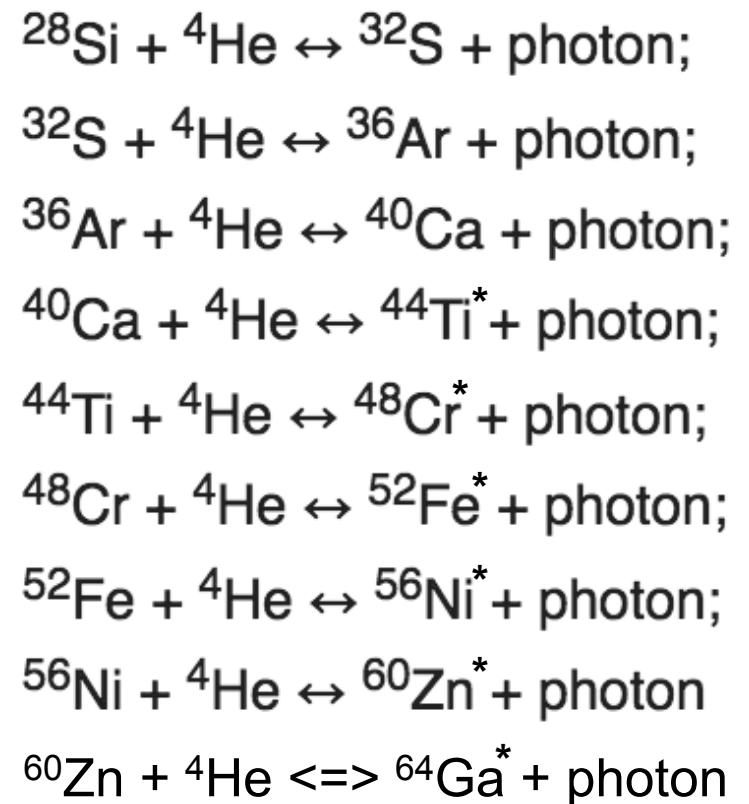 ²⁸Si + ⁴He ↔ ³²S + photon;
³²S + ⁴He ↔ ³⁶Ar + photon;
³⁶Ar + ⁴He ↔ ⁴⁰Ca + photon;
⁴⁰Ca + ⁴He ↔ ⁴⁴Ti* + photon;
⁴⁴Ti + ⁴He ↔ ⁴⁸Cr* + photon;
⁴⁸Cr + ⁴He ↔ ⁵²Fe* + photon;
⁵²Fe + ⁴He ↔ ⁵⁶Ni* + photon;
⁵⁶Ni + ⁴He ↔ ⁶⁰Zn* + photon
⁶⁰Zn + ⁴He <=> ⁶⁴Ga* + photon